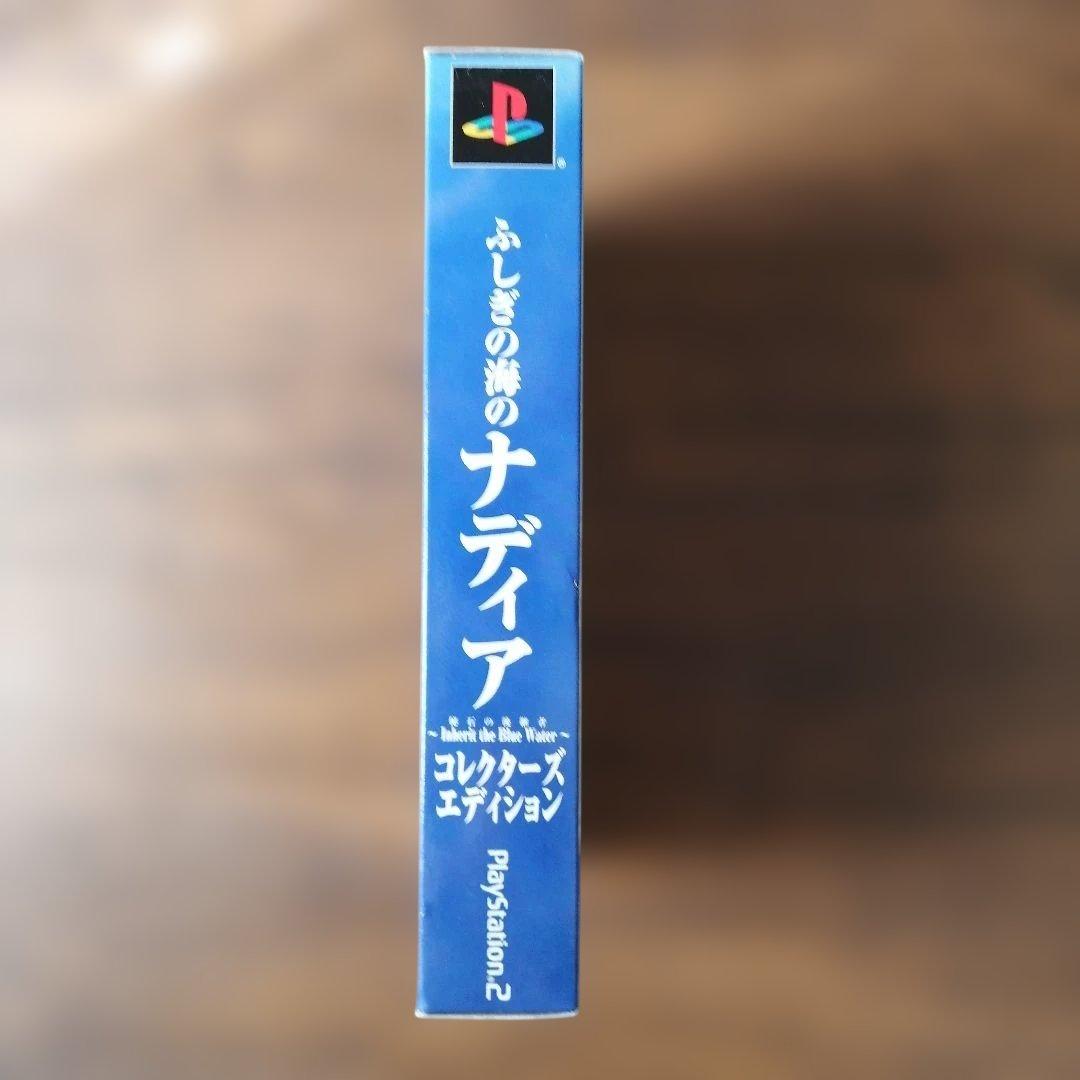 ふしぎの海の
ナディア
~Inherit the Blue Water~
コレクターズ
エディション
PlayStation.2